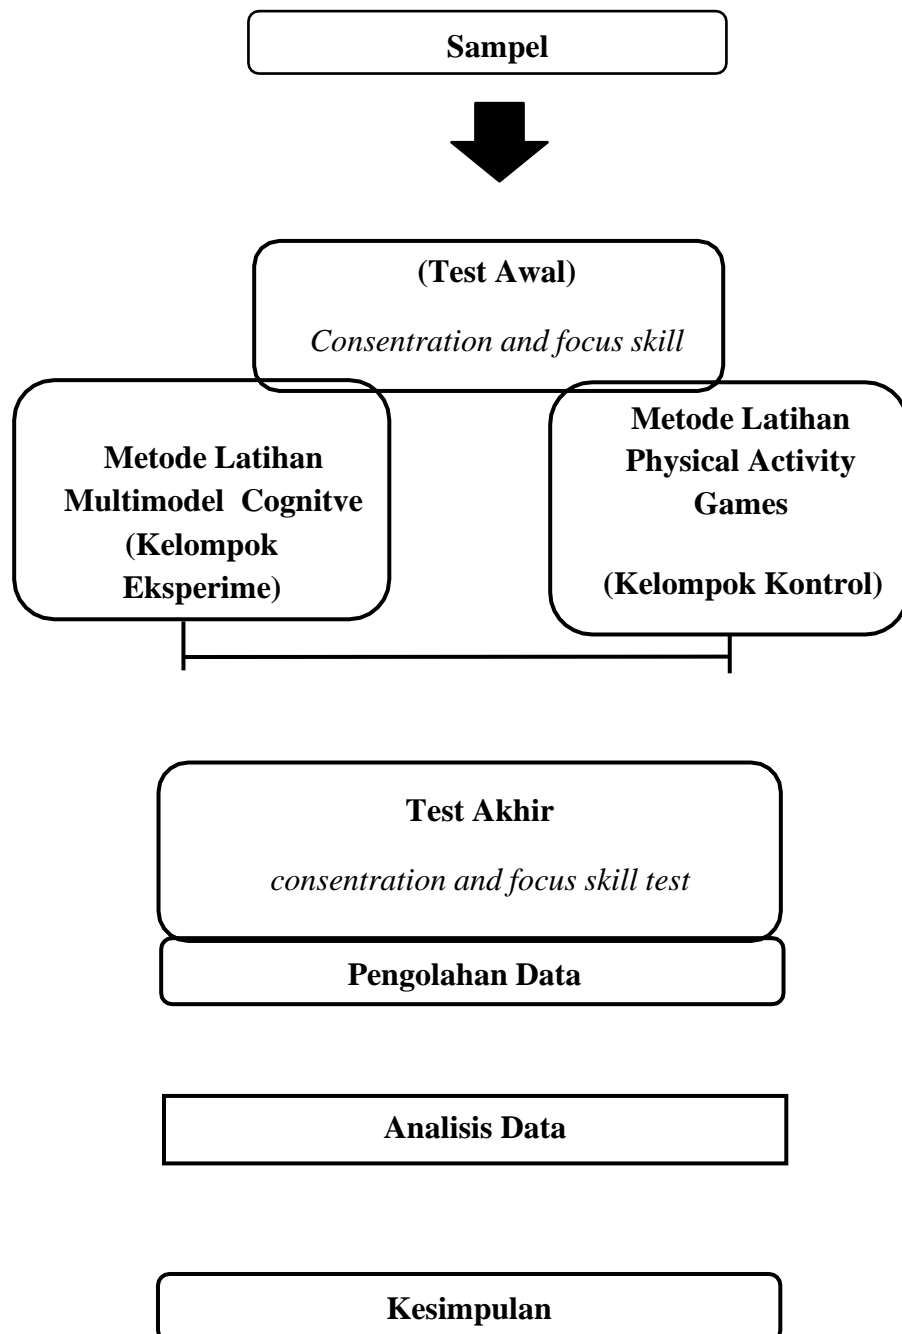 Sampel
(Test Awal)
Consentration and focus skill
Metode Latihan
Multimodel Cognitve
(Kelompok
Eksperime)
Metode Latihan
Physical Activity
Games
(Kelompok Kontrol)
Test Akhir
consentration and focus skill test
Pengolahan Data
Analisis Data
Kesimpulan